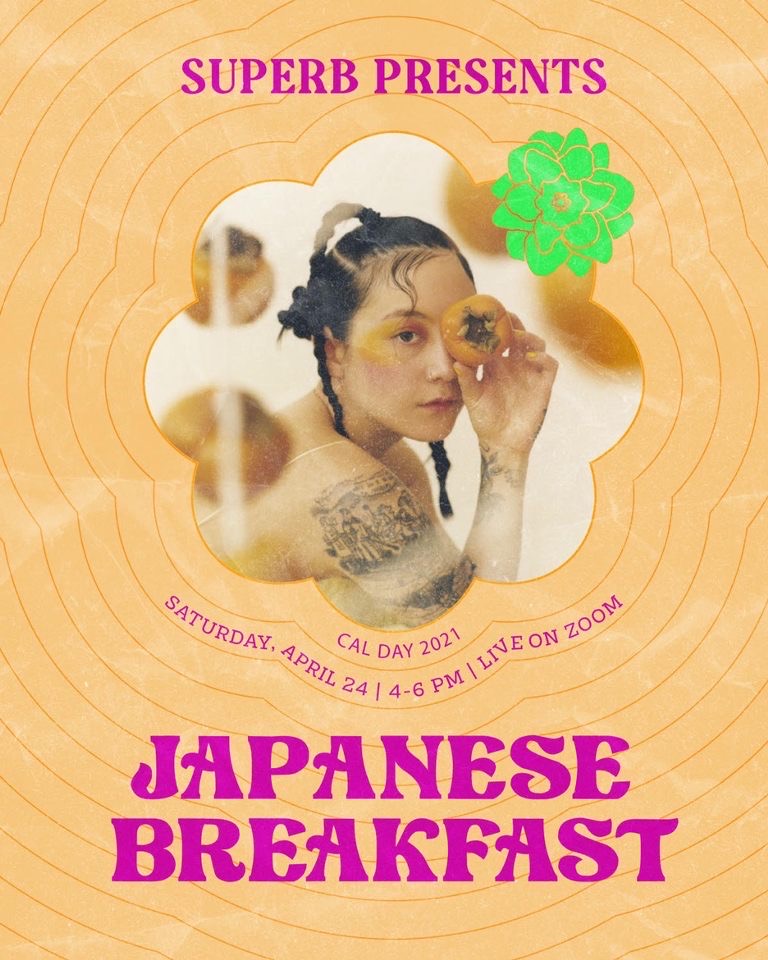 SUPERB PRESENTS
CAL DAY 2021
SATURDAY, APRIL 24 | 4-6 PM | LIVE ON ZOOM
JAPANESE
BREAKFAST